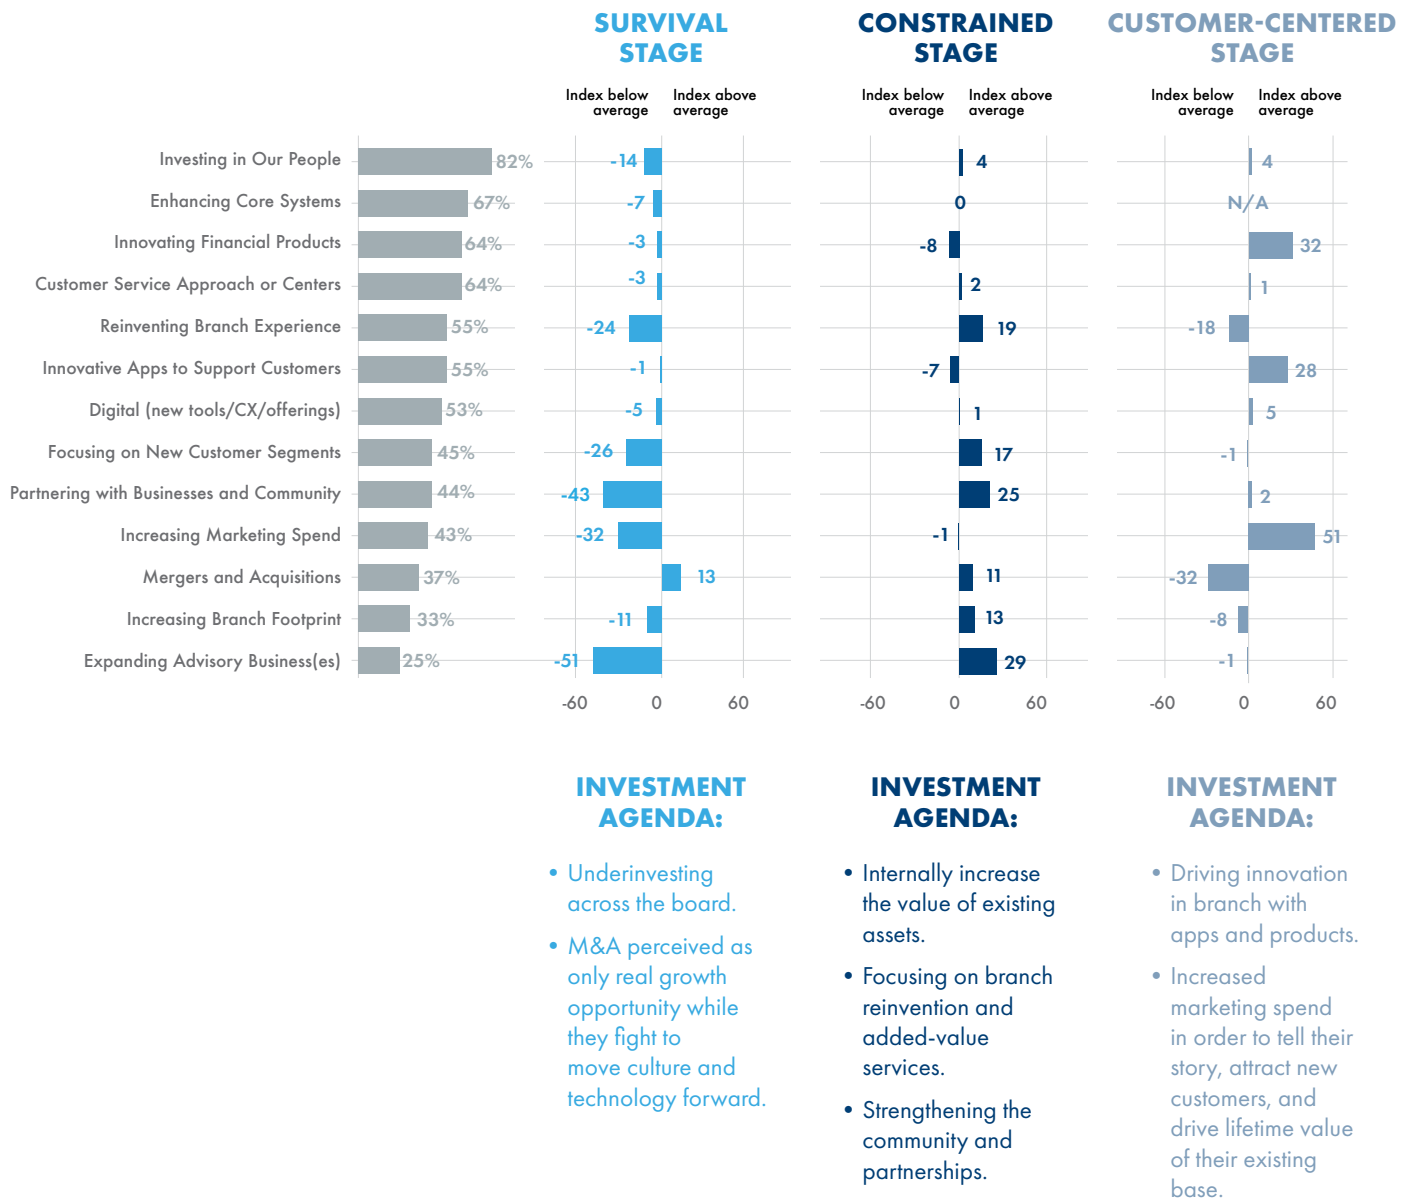 SURVIVAL
STAGE
CONSTRAINED
STAGE
CUSTOMER-CENTERED
STAGE
Index below
average
Index above
average
Index below
average
Index above
average
Index below
average
Index above
average
Investing in Our People 82% -14 4 4
Enhancing Core Systems 67% -7 0 N/A
Innovating Financial Products 64% -3 -8 32
Customer Service Approach or Centers 64% -3 2 1
Reinventing Branch Experience 55% -24 19 -18
Innovative Apps to Support Customers 55% -1 -7 28
Digital (new tools/CX/offerings) 53% -5 1 5
Focusing on New Customer Segments 45% -26 17 -1
Partnering with Businesses and Community 44% -43 25 2
Increasing Marketing Spend 43% -32 -1 51
Mergers and Acquisitions 37% 13 11 -32
Increasing Branch Footprint 33% -11 13 -8
Expanding Advisory Business(es) 25% -51 29 -1
-60 0 60 -60 0 60 -60 0 60
INVESTMENT
AGENDA:
• Underinvesting
across the board.
• M&A perceived as
only real growth
opportunity while
they fight to
move culture and
technology forward.
INVESTMENT
AGENDA:
• Internally increase
the value of existing
assets.
• Focusing on branch
reinvention and
added-value
services.
• Strengthening the
community and
partnerships.
INVESTMENT
AGENDA:
• Driving innovation
in branch with
apps and products.
• Increased
marketing spend
in order to tell their
story, attract new
customers, and
drive lifetime value
of their existing
base.